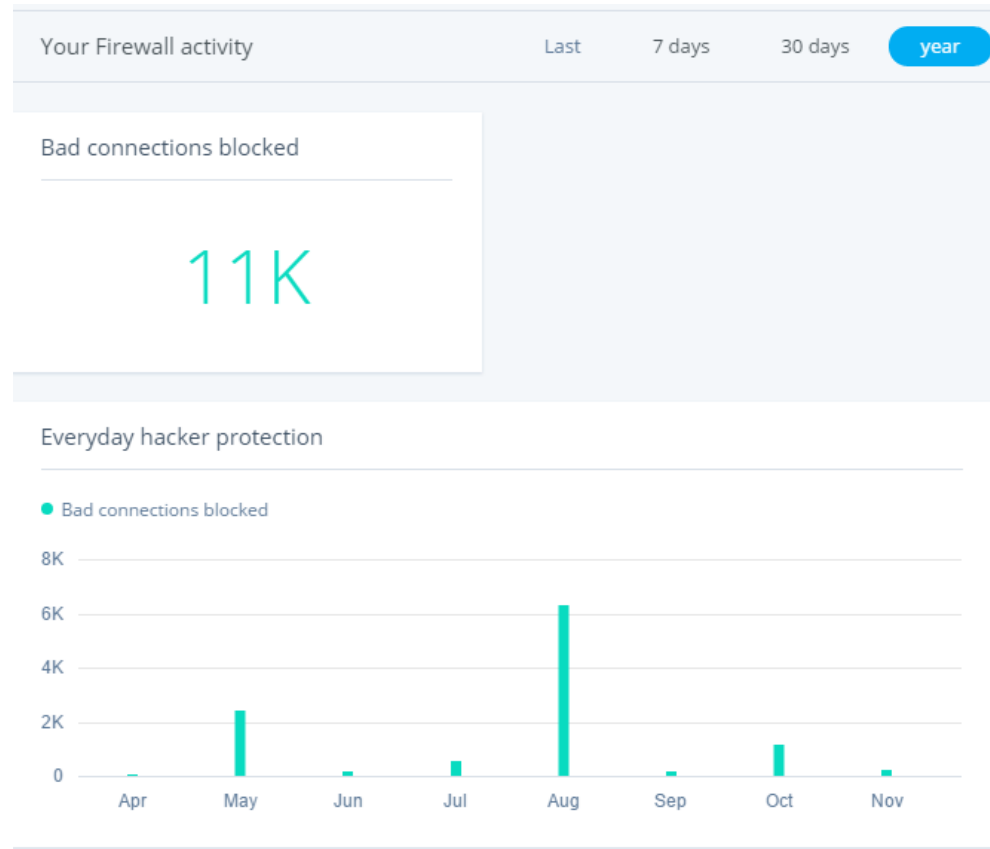 Your Firewall activity Last 7 days 30 days year
Bad connections blocked
11K
Everyday hacker protection
Bad connections blocked
8K
6K
4K
2K
0
Apr May Jun Jul Aug Sep Oct Nov